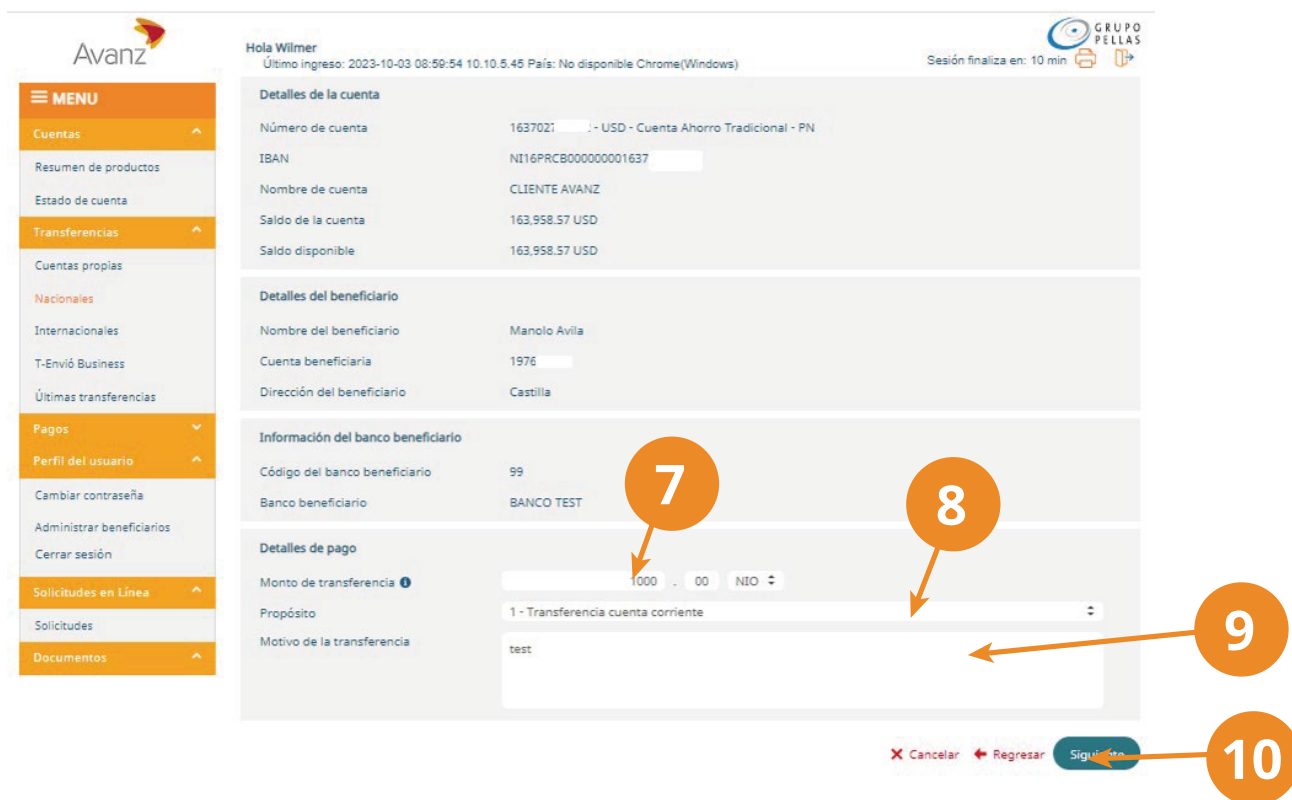 Avanz
GRUPO
PELLAS
Hola Wilmer
Último ingreso: 2023-10-03 08:59:54 10.10.5.45 País: No disponible Chrome(Windows)
Sesión finaliza en: 10 min
MENU
Cuentas
Resumen de productos
Estado de cuenta
Transferencias
Cuentas propias
Nacionales
Internacionales
T-Envió Business
Últimas transferencias
Pagos
Perfil del usuario
Cambiar contraseña
Administrar beneficiarios
Cerrar sesión
Solicitudes en Línea
Solicitudes
Documentos
Detalles de la cuenta
Número de cuenta 163702 - USD - Cuenta Ahorro Tradicional - PN
IBAN NI16PRCB000000001637
Nombre de cuenta CLIENTE AVANZ
Saldo de la cuenta 163,958.57 USD
Saldo disponible 163,958.57 USD
Detalles del beneficiario
Nombre del beneficiario Manolo Avila
Cuenta beneficiaria 1976
Dirección del beneficiario Castilla
Información del banco beneficiario
Código del banco beneficiario 99
Banco beneficiario BANCO TEST
7
8
Detalles de pago
Monto de transferencia 1000 . 00 NIO
Propósito 1 - Transferencia cuenta corriente
Motivo de la transferencia test
9
Cancelar Regresar Siguiente
10